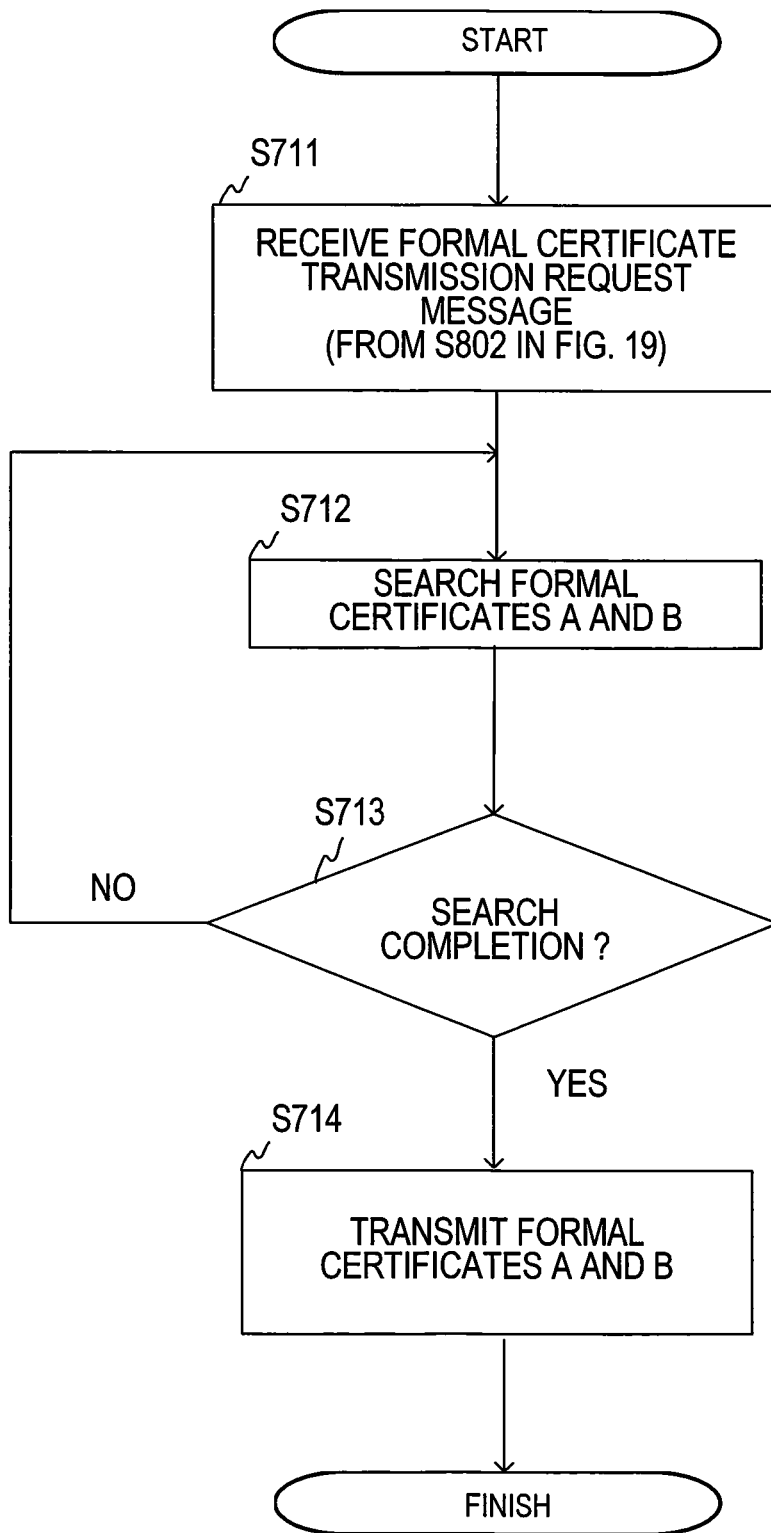 START
S711
RECEIVE FORMAL CERTIFICATE
TRANSMISSION REQUEST
MESSAGE
(FROM S802 IN FIG. 19)
S712
SEARCH FORMAL
CERTIFICATES A AND B
S713
NO
SEARCH
COMPLETION ?
YES
S714
TRANSMIT FORMAL
CERTIFICATES A AND B
FINISH